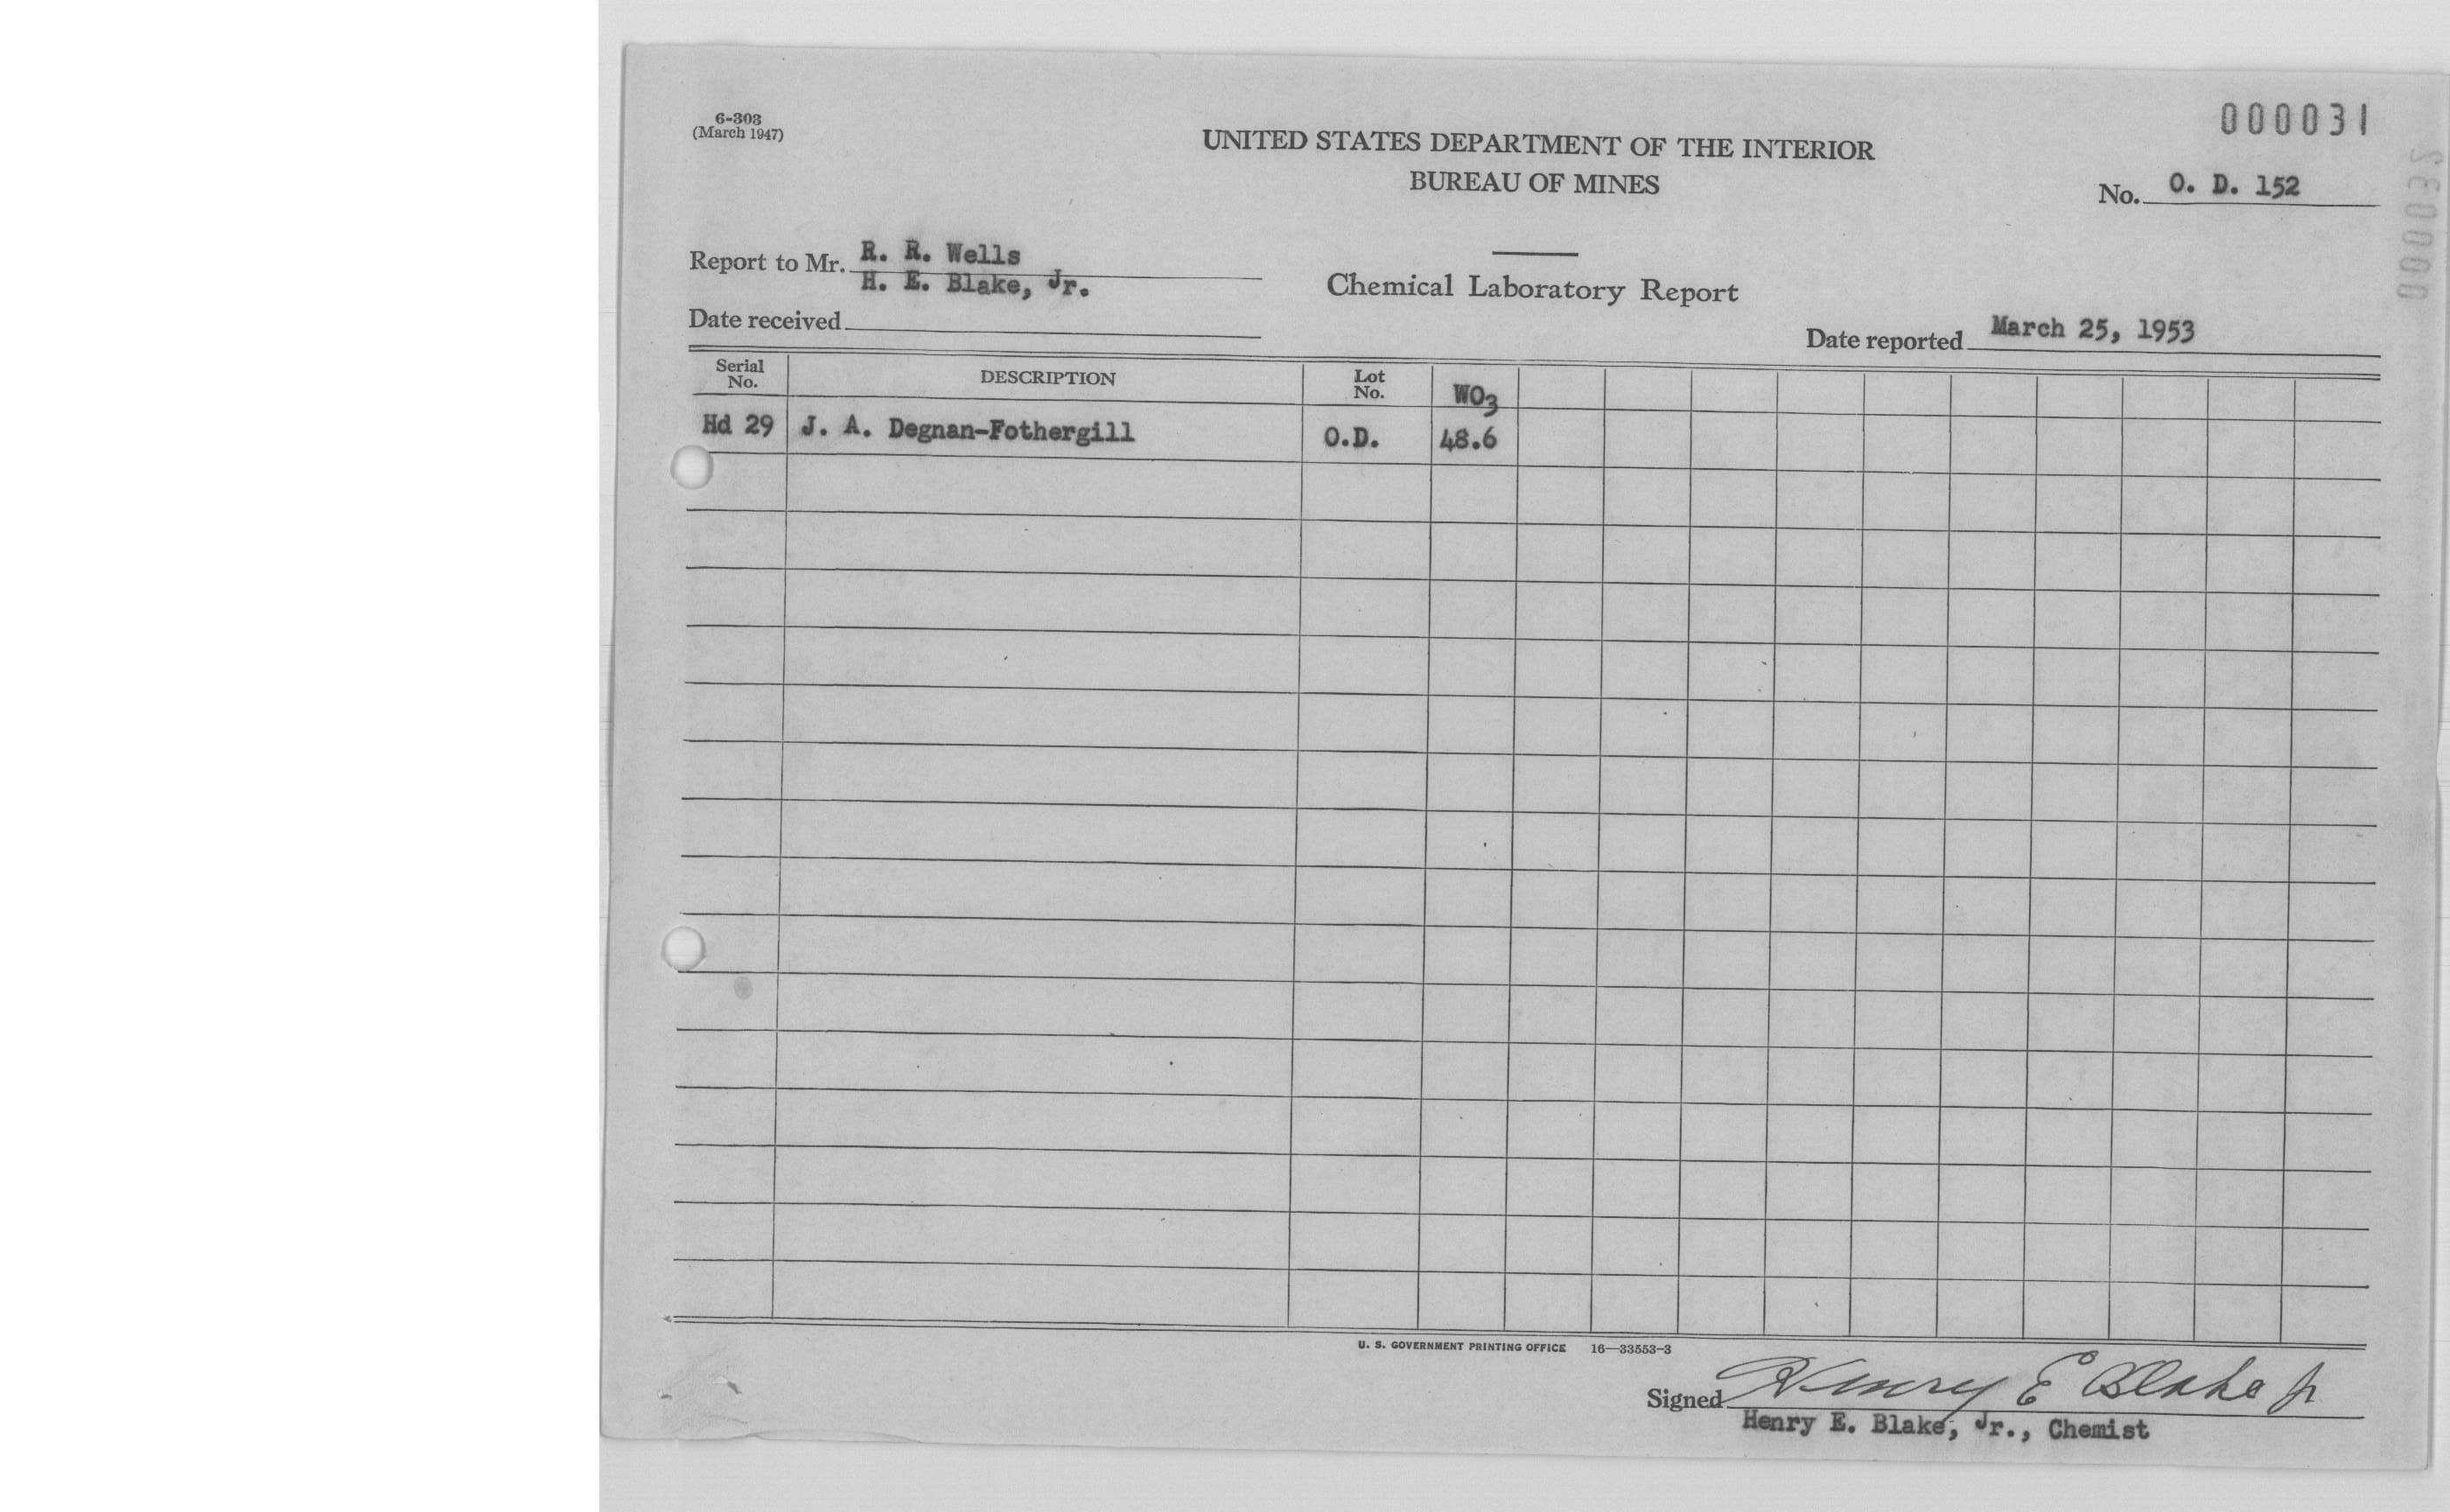 6-303
(March 1947)
000031
UNITED STATES DEPARTMENT OF THE INTERIOR
BUREAU OF MINES
No. O. D. 152
000032
Report to Mr. R. R. Wells
H. E. Blake, Jr.
Chemical Laboratory Report
Date received
Date reported March 25, 1953
Serial No. DESCRIPTION Lot No. WO3
Hd 29 J. A. Degnan-Fothergill O.D. 48.6
U. S. GOVERNMENT PRINTING OFFICE 16—33553-3
Signed Henry E Blake Jr
Henry E. Blake, Jr., Chemist